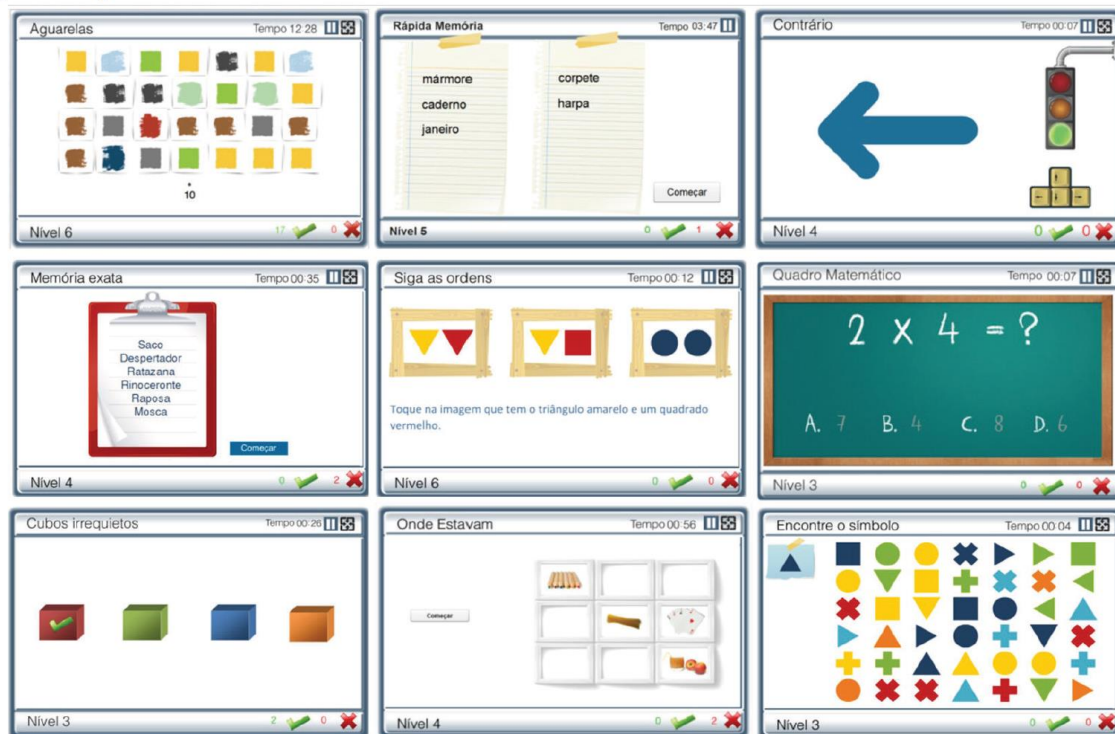 Aguarelas Tempo 12:28
10
Nível 6 17 0
Rápida Memória Tempo 03:47
mármore
caderno
janeiro
corpete
harpa
Começar
Nível 5 0 1
Contrário Tempo 00:07
Nível 4 0 0
Memória exata Tempo 00:35
Saco
Despertador
Ratazana
Rinoceronte
Raposa
Mosca
Começar
Nível 4 0 2
Siga as ordens Tempo 00:12
Toque na imagem que tem o triângulo amarelo e um quadrado
vermelho.
Nível 6 0 0
Quadro Matemático Tempo 00:07
2 x 4 = ?
A. 7 B. 4 C. 8 D. 6
Nível 3 0 0
Cubos irrequietos Tempo 00:26
Nível 3 2 0
Onde Estavam Tempo 00:56
Começar
Nível 4 0 2
Encontre o símbolo Tempo 00:04
Nível 3 0 0